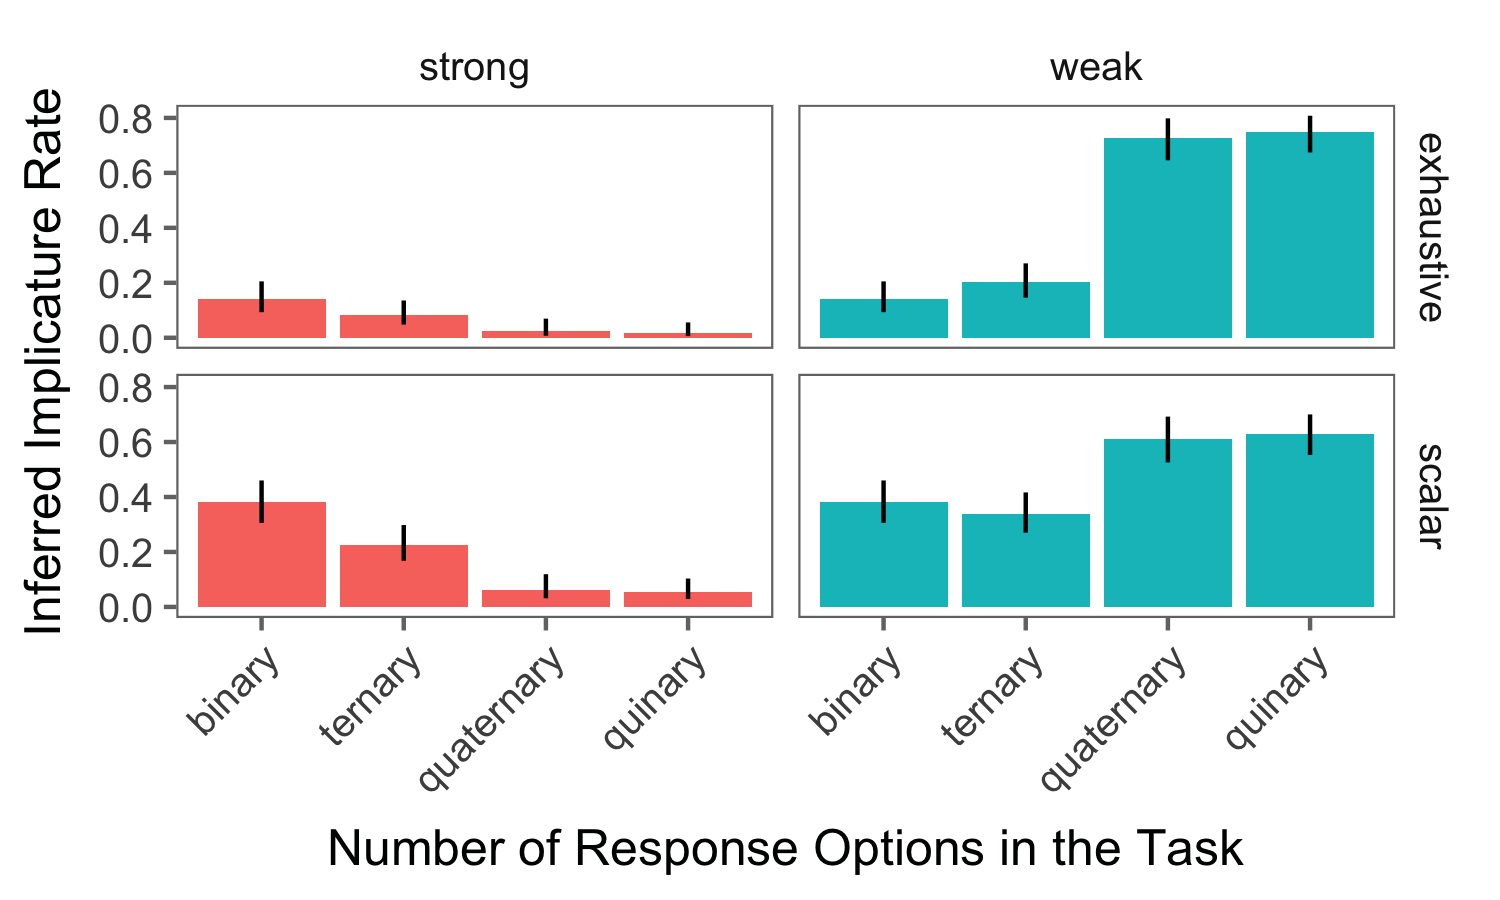 strong
weak
Inferred Implicature Rate
0.8
0.6
0.4
0.2
0.0
exhaustive
0.8
0.6
0.4
0.2
0.0
scalar
binary
ternary
quaternary
quinary
binary
ternary
quaternary
quinary
Number of Response Options in the Task